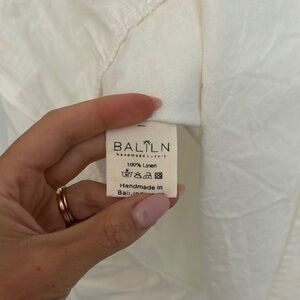 BALILN
100% Linen
Handmade in
Bali,